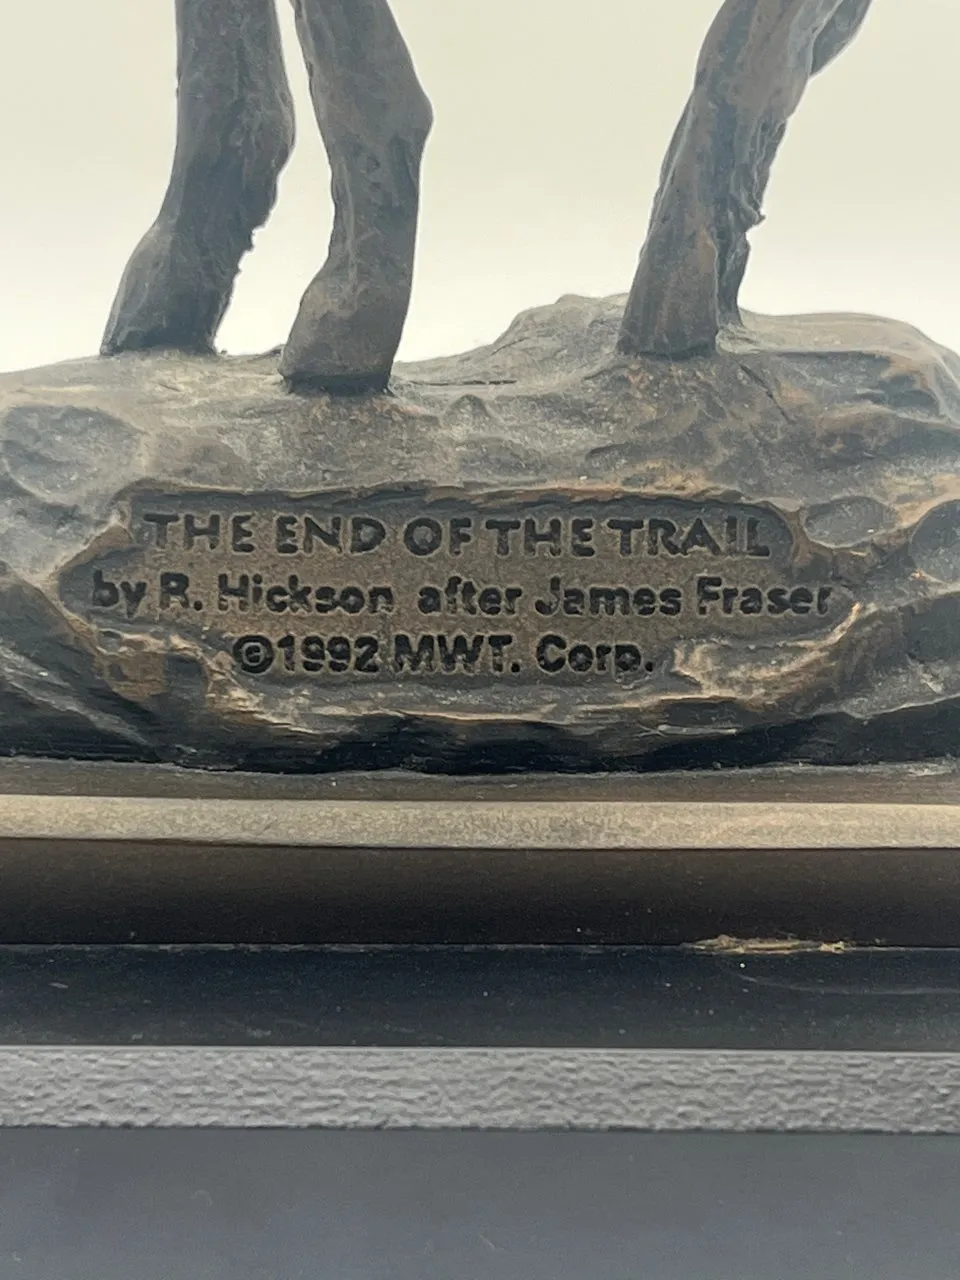 THE END OF THE TRAIL
by R. Hickson after James Fraser
©1992 MWT. Corp.